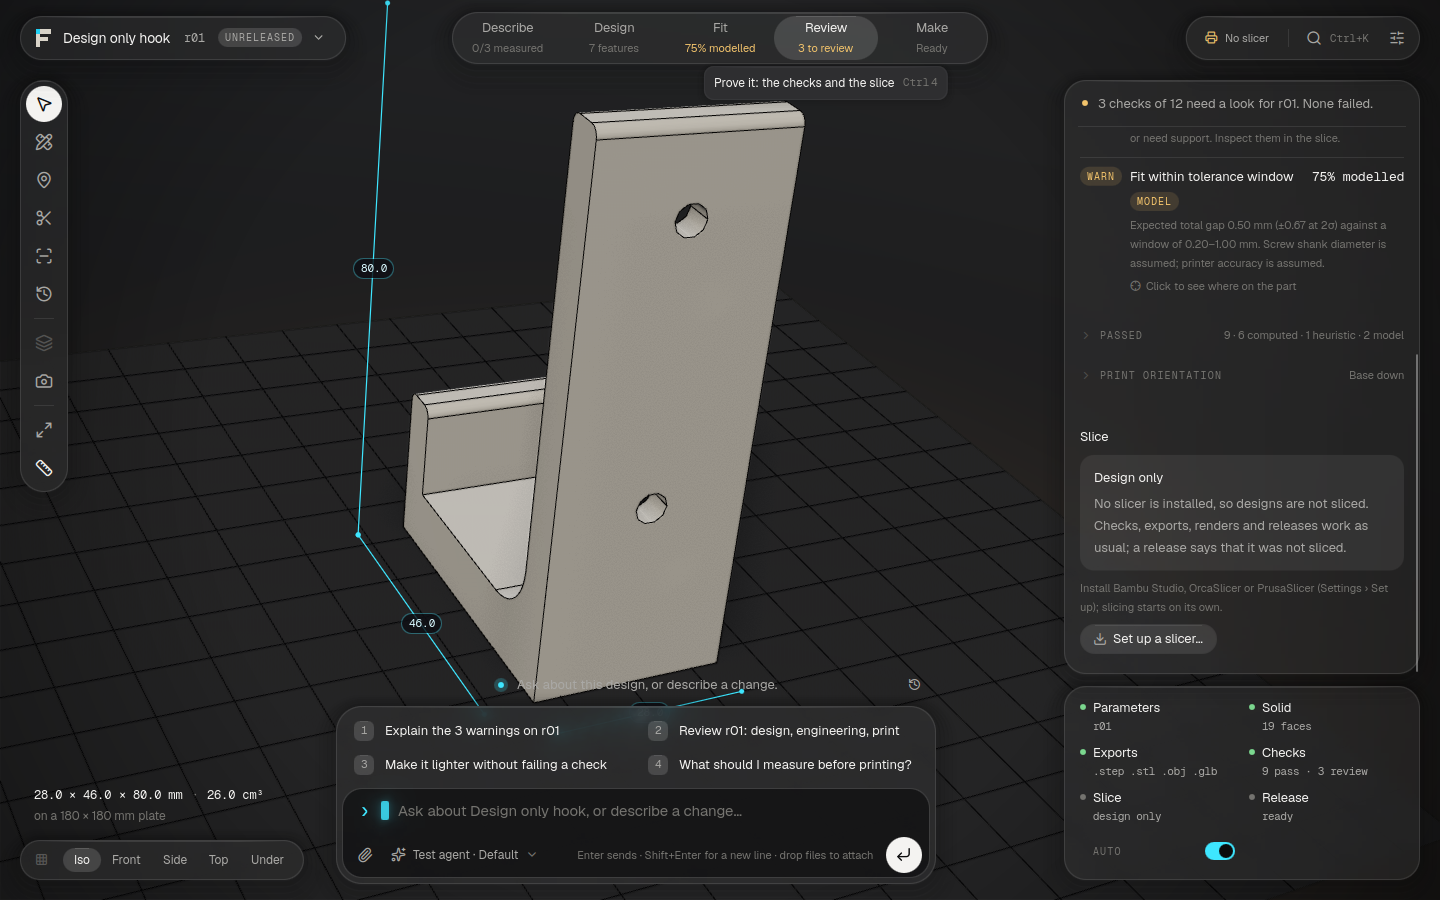 Design only hook r01 UNRELEASED
Describe
0/3 measured
Design
7 features
Fit
75% modelled
Review
3 to review
Make
Ready
No slicer
Ctrl+K
Prove it: the checks and the slice Ctrl 4
3 checks of 12 need a look for r01. None failed.
or need support. Inspect them in the slice.
WARN Fit within tolerance window 75% modelled
MODEL
Expected total gap 0.50 mm (±0.67 at 2σ) against a
window of 0.20–1.00 mm. Screw shank diameter is
assumed; printer accuracy is assumed.
Click to see where on the part
PASSED 9 · 6 computed · 1 heuristic · 2 model
PRINT ORIENTATION Base down
Slice
Design only
No slicer is installed, so designs are not sliced.
Checks, exports, renders and releases work as
usual; a release says that it was not sliced.
Install Bambu Studio, OrcaSlicer or PrusaSlicer (Settings › Set
up); slicing starts on its own.
Set up a slicer…
80.0
46.0
Ask about this design, or describe a change.
1 Explain the 3 warnings on r01
2 Review r01: design, engineering, print
3 Make it lighter without failing a check
4 What should I measure before printing?
› Ask about Design only hook, or describe a change…
Test agent · Default
Enter sends · Shift+Enter for a new line · drop files to attach
28.0 × 46.0 × 80.0 mm · 26.0 cm³
on a 180 × 180 mm plate
Iso Front Side Top Under
Parameters
r01
Solid
19 faces
Exports
.step .stl .obj .glb
Checks
9 pass · 3 review
Slice
design only
Release
ready
AUTO